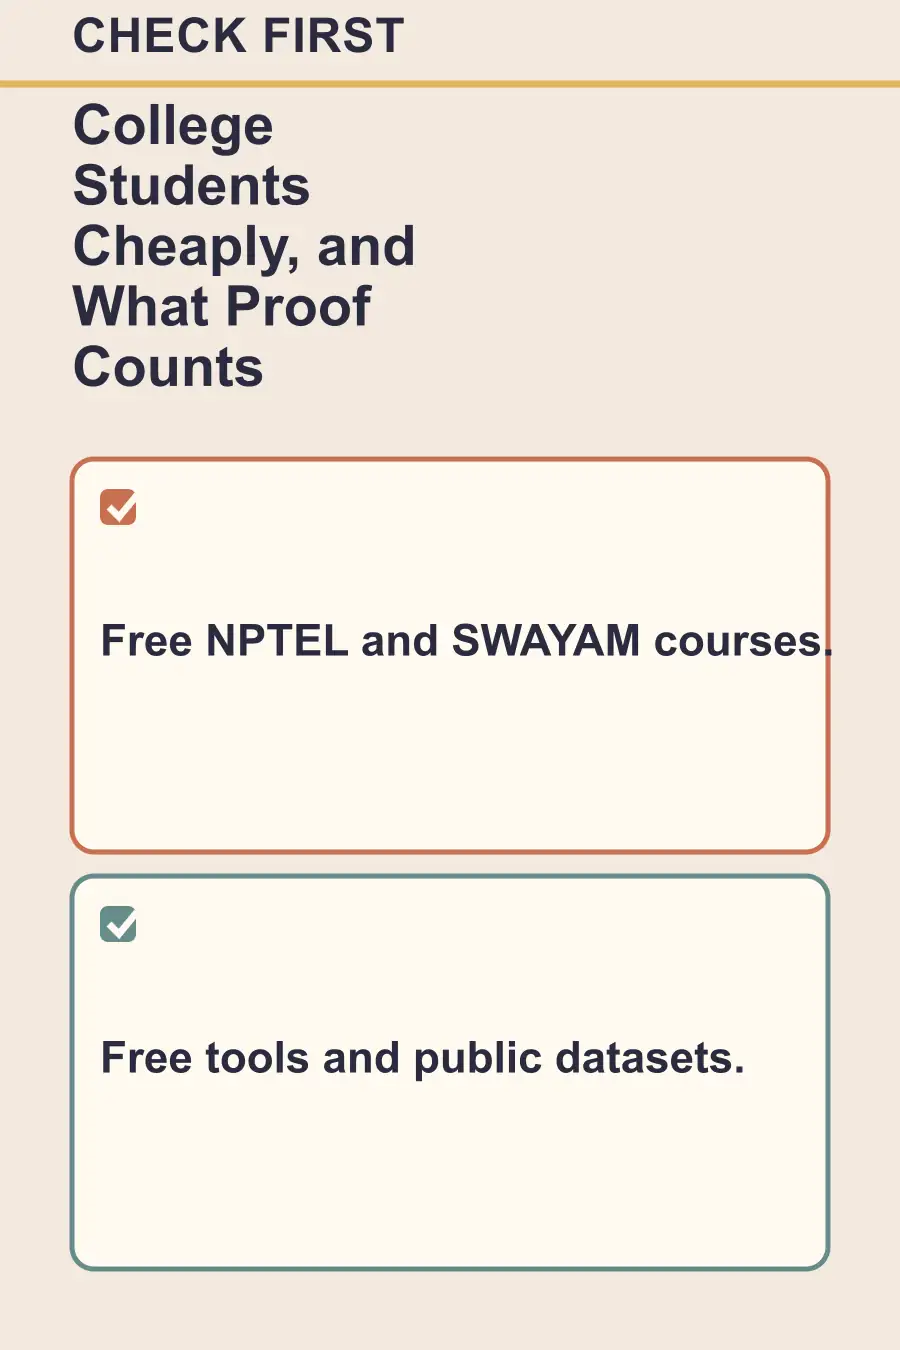 CHECK FIRST
College
Students
Cheaply, and
What Proof
Counts
Free NPTEL and SWAYAM courses.
Free tools and public datasets.